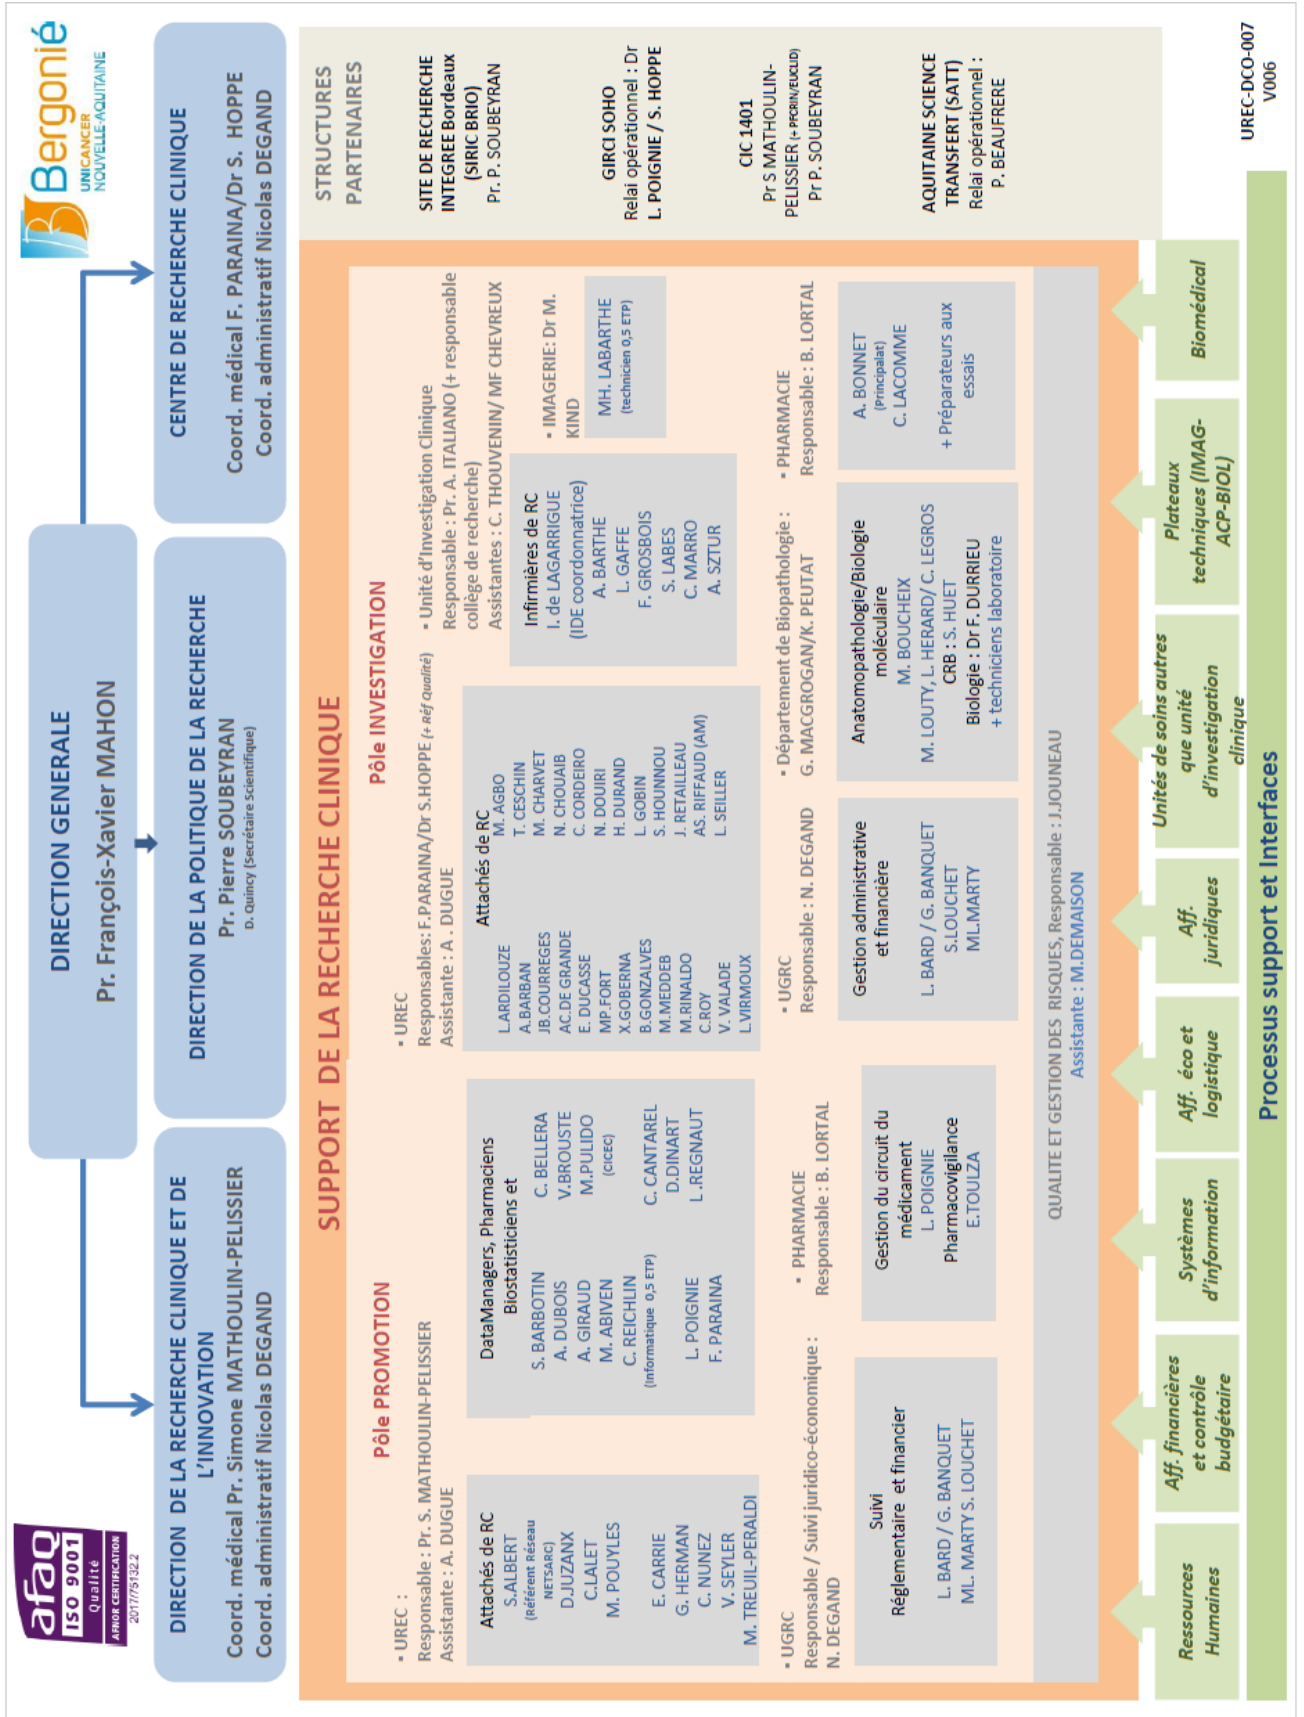 afaq
ISO 9001
Qualité
AFNOR CERTIFICATION
2017/75132.2
DIRECTION GENERALE
Pr. François-Xavier MAHON
Bergonié
UNICANCER
NOUVELLE-AQUITAINE
DIRECTION DE LA RECHERCHE CLINIQUE ET DE
L'INNOVATION
Coord. médical Pr. Simone MATHOULIN-PELISSIER
Coord. administratif Nicolas DEGAND
DIRECTION DE LA POLITIQUE DE LA RECHERCHE
Pr. Pierre SOUBEYRAN
D. Quincy (Secrétaire Scientifique)
CENTRE DE RECHERCHE CLINIQUE
Coord. médical F. PARAINA/Dr S. HOPPE
Coord. administratif Nicolas DEGAND
SUPPORT DE LA RECHERCHE CLINIQUE
Pôle PROMOTION
▪ UREC :
Responsable : Pr. S. MATHOULIN-PELISSIER
Assistante : A. DUGUE
Attachés de RC
S.ALBERT
(Référent Réseau
NETSARC)
D.JUZANX
C.LALET
M. POUYLES
E. CARRIE
G. HERMAN
C. NUNEZ
V. SEYLER
M. TREUIL-PERALDI
DataManagers, Pharmaciens
Biostatisticiens et
S. BARBOTIN
A. DUBOIS
A. GIRAUD
M. ABIVEN
C. REICHLIN
(Informatique 0,5 ETP)
L. POIGNIE
F. PARAINA
C. BELLERA
V.BROUSTE
M.PULIDO
(CICEC)
C. CANTAREL
D.DINART
L .REGNAUT
▪ UGRC
Responsable / Suivi juridico-économique :
N. DEGAND
Suivi
Réglementaire et financier
L. BARD / G. BANQUET
ML. MARTY S. LOUCHET
▪ PHARMACIE
Responsable : B. LORTAL
Gestion du circuit du
médicament
L. POIGNIE
Pharmacovigilance
E.TOULZA
Pôle INVESTIGATION
▪ UREC
Responsables: F.PARAINA/Dr S.HOPPE (+ Réf qualité)
Assistante : A . DUGUE
Attachés de RC
L.ARDILOUZE
A.BARBAN
JB.COURREGES
AC.DE GRANDE
E. DUCASSE
MP.FORT
X.GOBERNA
B.GONZALVES
M.MEDDEB
M.RINALDO
C.ROY
V. VALADE
L.VIRMOUX
M. AGBO
T. CESCHIN
M. CHARVET
N. CHOUAIB
C. CORDEIRO
N. DOUIRI
H. DURAND
L. GOBIN
S. HOUNNOU
J. RETAILLEAU
AS. RIFFAUD (AM)
L. SEILLER
▪ Unité d'Investigation Clinique
Responsable : Pr. A. ITALIANO (+ responsable
collège de recherche)
Assistantes : C. THOUVENIN/ MF CHEVREUX
Infirmières de RC
I. de LAGARRIGUE
(IDE coordonnatrice)
A. BARTHE
L. GAFFE
F. GROSBOIS
S. LABES
C. MARRO
A. SZTUR
▪ IMAGERIE: Dr M.
KIND
MH. LABARTHE
(technicien 0,5 ETP)
▪ UGRC
Responsable : N. DEGAND
Gestion administrative
et financière
L. BARD / G. BANQUET
S.LOUCHET
ML.MARTY
▪ Département de Biopathologie :
G. MACGROGAN/K. PEUTAT
Anatomopathologie/Biologie
moléculaire
M. BOUCHEIX
M. LOUTY, L. HERARD/ C. LEGROS
CRB : S. HUET
Biologie : Dr F. DURRIEU
+ techniciens laboratoire
▪ PHARMACIE
Responsable : B. LORTAL
A. BONNET
(Principalat)
C. LACOMME
+ Préparateurs aux
essais
QUALITE ET GESTION DES RISQUES, Responsable : J.JOUNEAU
Assistante : M.DEMAISON
STRUCTURES
PARTENAIRES
SITE DE RECHERCHE
INTEGREE Bordeaux
(SIRIC BRIO)
Pr. P. SOUBEYRAN
GIRCI SOHO
Relai opérationnel : Dr
L. POIGNIE / S. HOPPE
CIC 1401
Pr S MATHOULIN-
PELISSIER (+ PFCRIN/EUCLID)
Pr P. SOUBEYRAN
AQUITAINE SCIENCE
TRANSFERT (SATT)
Relai opérationnel :
P. BEAUFRERE
Ressources
Humaines
Aff. financières
et contrôle
budgétaire
Systèmes
d'information
Aff. éco et
logistique
Aff.
juridiques
Unités de soins autres
que unité
d'investigation
clinique
Plateaux
techniques (IMAG-
ACP-BIOL)
Biomédical
Processus support et Interfaces
UREC-DCO-007
V006